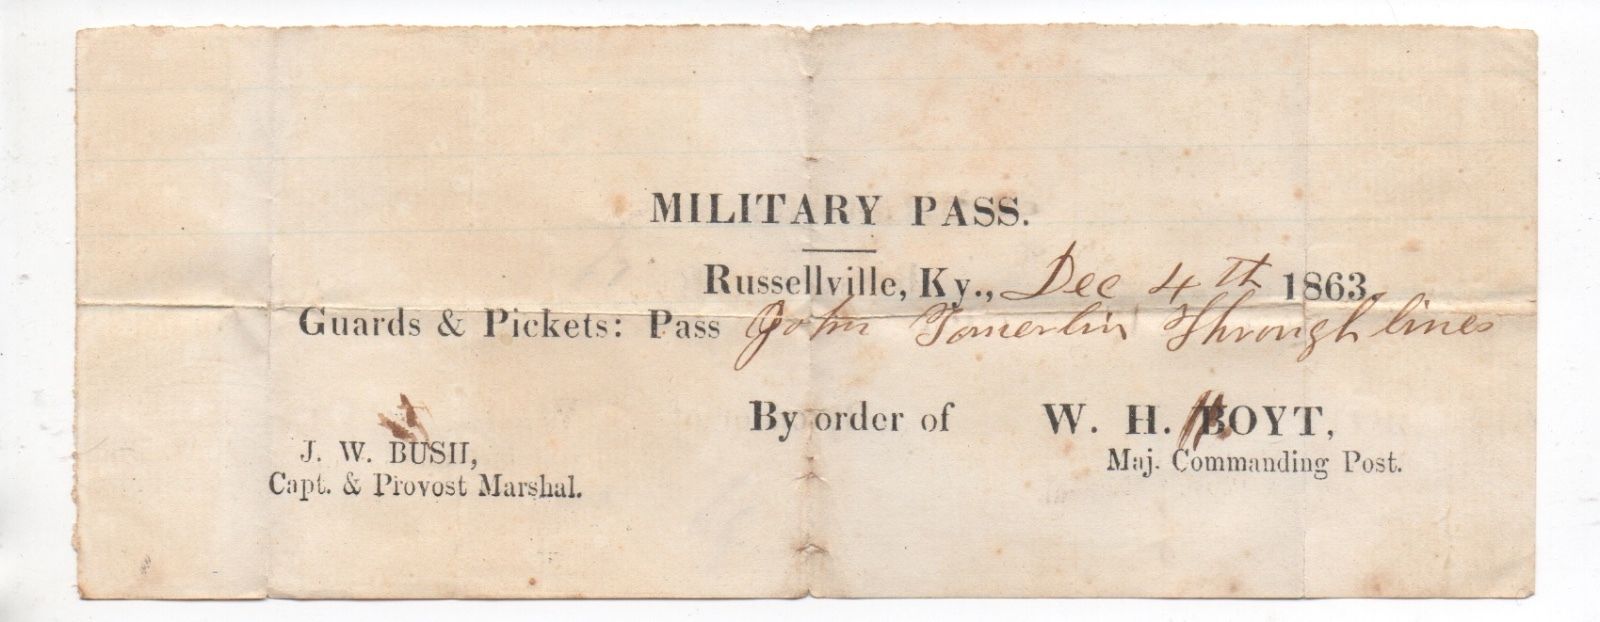 MILITARY PASS.
Russellville, Ky., Dec 4th 1863.
Guards & Pickets: Pass John Tomerlin Through lines
By order of W. H. BOYT,
Maj. Commanding Post.
J. W. BUSH,
Capt. & Provost Marshal.